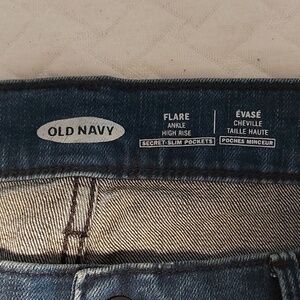 OLD NAVY
FLARE
ANKLE
HIGH RISE
SECRET-SLIM POCKETS
ÉVASÉ
CHEVILLE
TAILLE HAUTE
POCHES MINCEUR